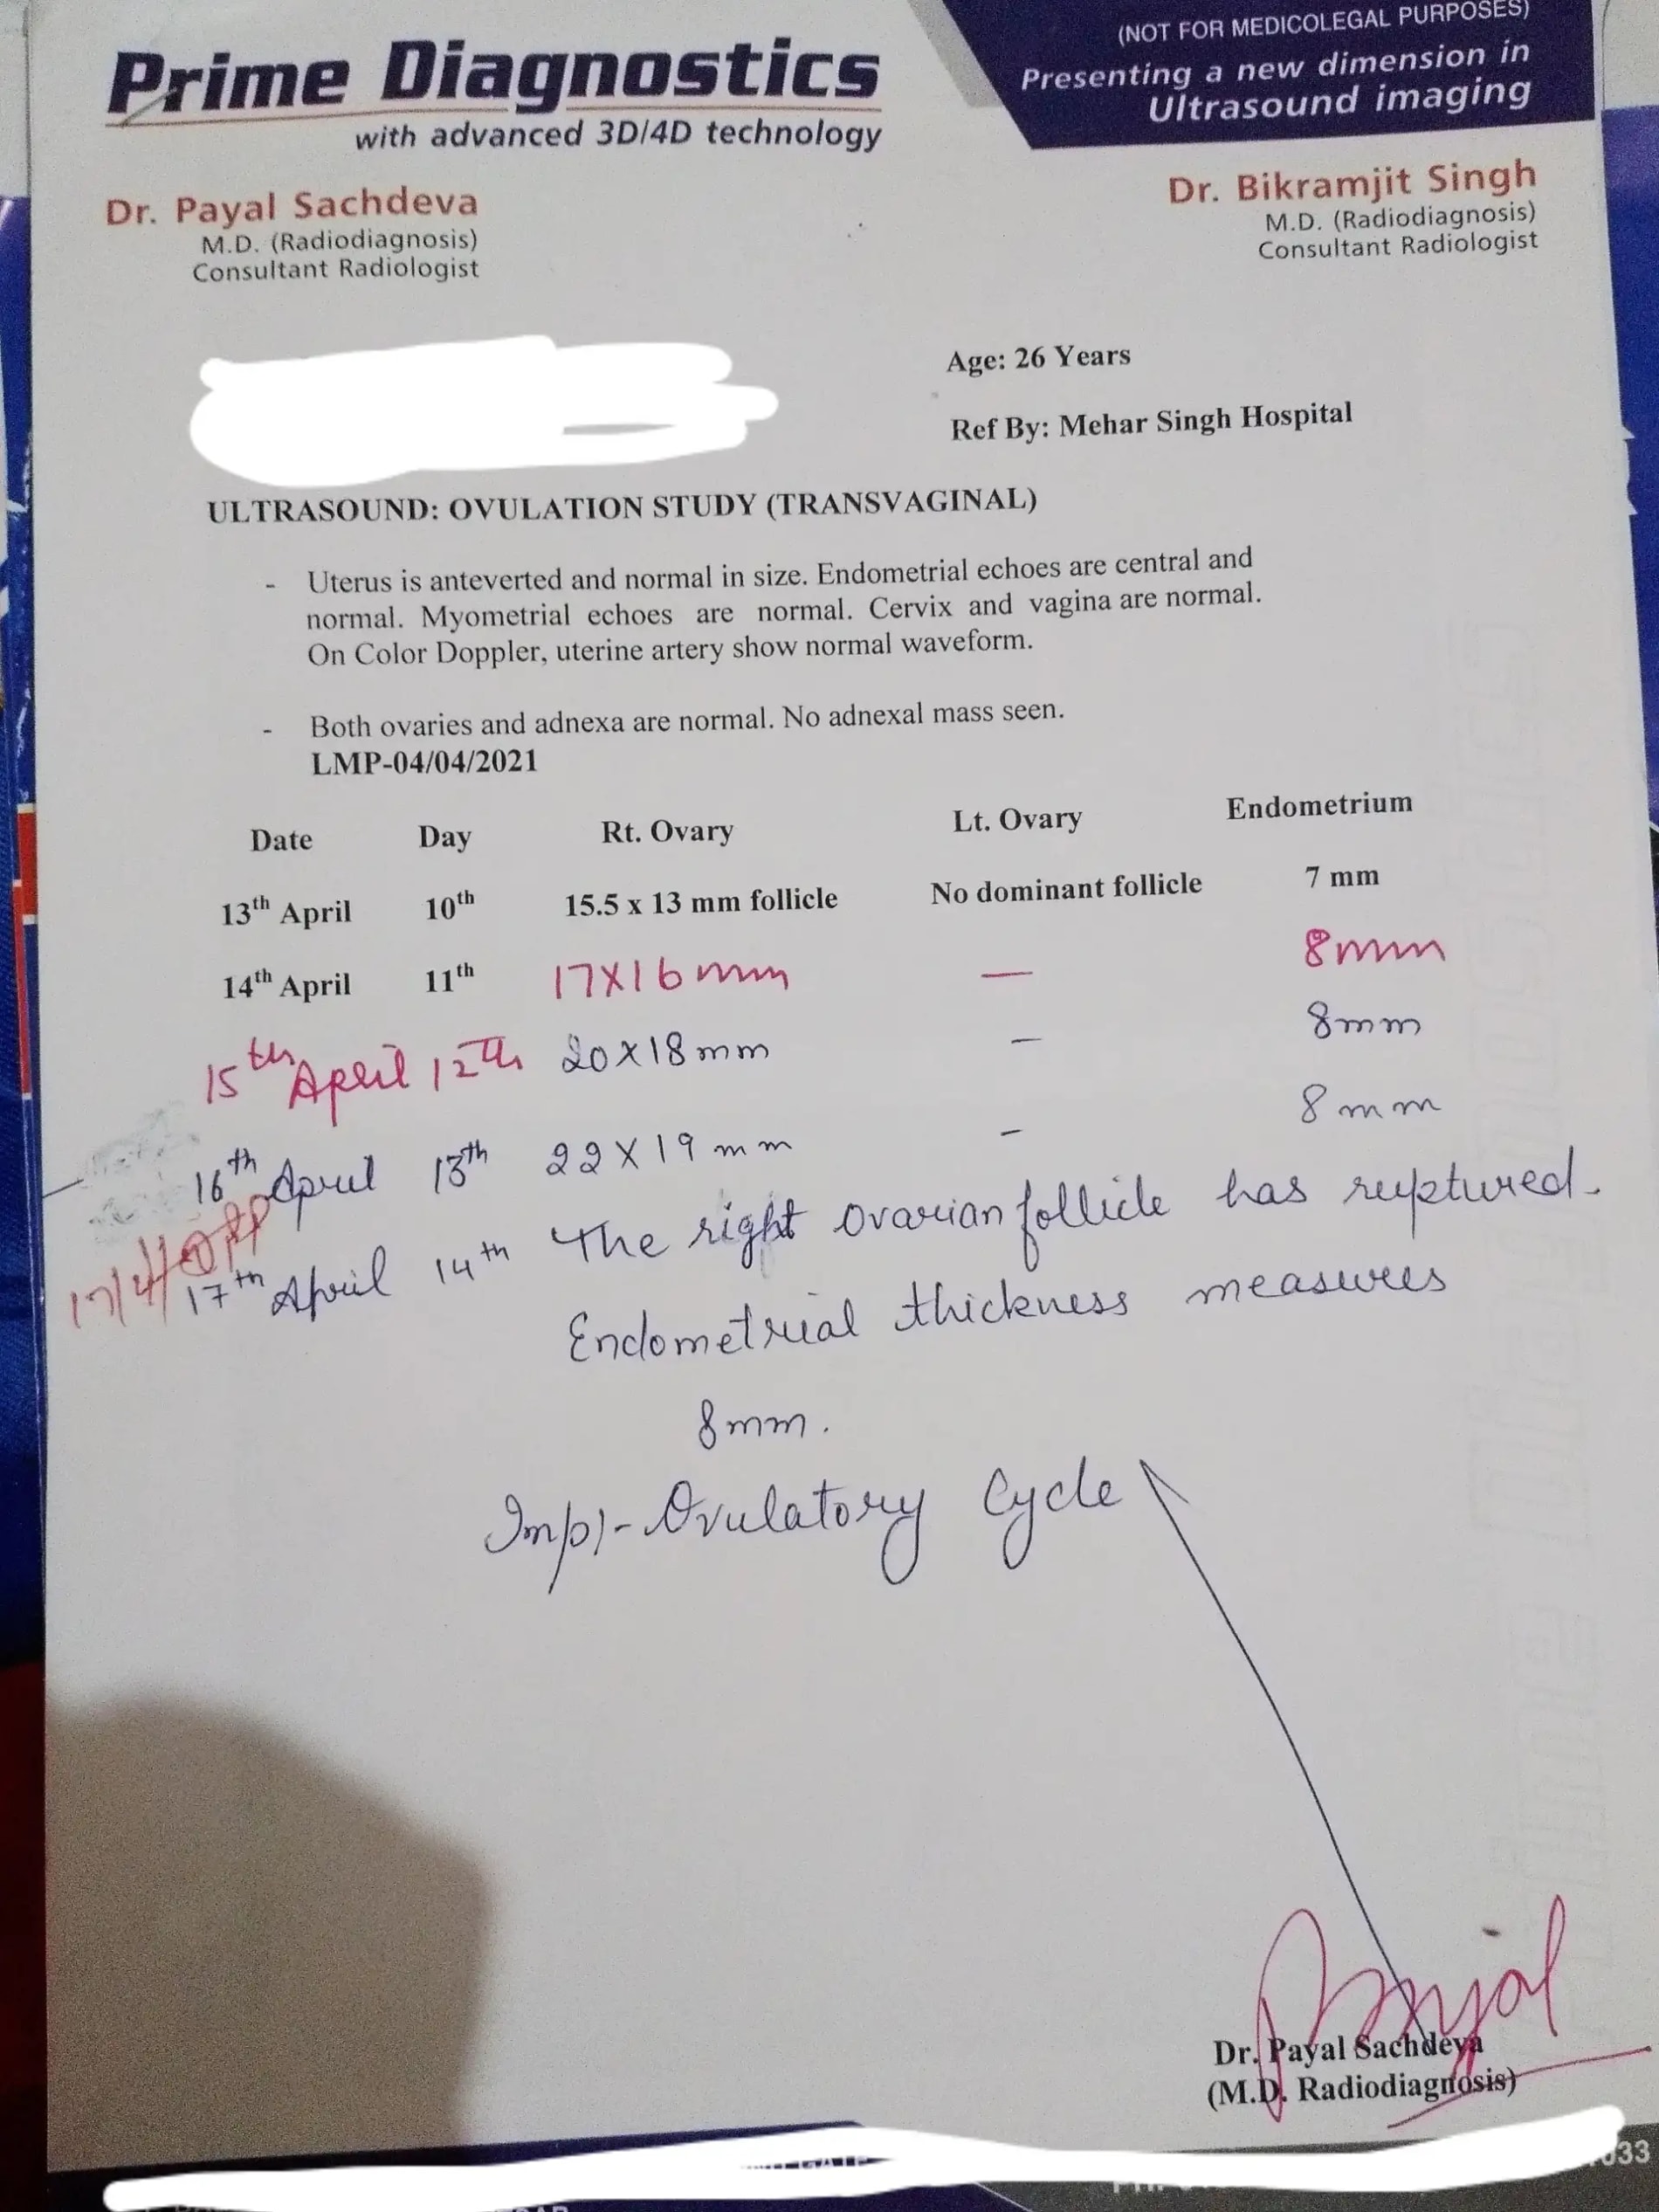 (NOT FOR MEDICOLEGAL PURPOSES)
Presenting a new dimension in
Ultrasound imaging
Prime Diagnostics
with advanced 3D/4D technology
Dr. Payal Sachdeva
M.D. (Radiodiagnosis)
Consultant Radiologist
Dr. Bikramjit Singh
M.D. (Radiodiagnosis)
Consultant Radiologist
Age: 26 Years
Ref By: Mehar Singh Hospital
ULTRASOUND: OVULATION STUDY (TRANSVAGINAL)
- Uterus is anteverted and normal in size. Endometrial echoes are central and
normal. Myometrial echoes are normal. Cervix and vagina are normal.
On Color Doppler, uterine artery show normal waveform.
- Both ovaries and adnexa are normal. No adnexal mass seen.
LMP-04/04/2021
Date Day Rt. Ovary Lt. Ovary Endometrium
13th April 10th 15.5 x 13 mm follicle No dominant follicle 7 mm
14th April 11th 17X16 mm — 8mm
15th April 12th 20X18 mm – 8mm
16th April 13th 22X19 mm – 8 mm
17/4/
17th April 14th The right ovarian follicle has ruptured.
Endometrial thickness measures
8mm.
Imp:- Ovulatory Cycle
Payal
Dr. Payal Sachdeva
(M.D. Radiodiagnosis)